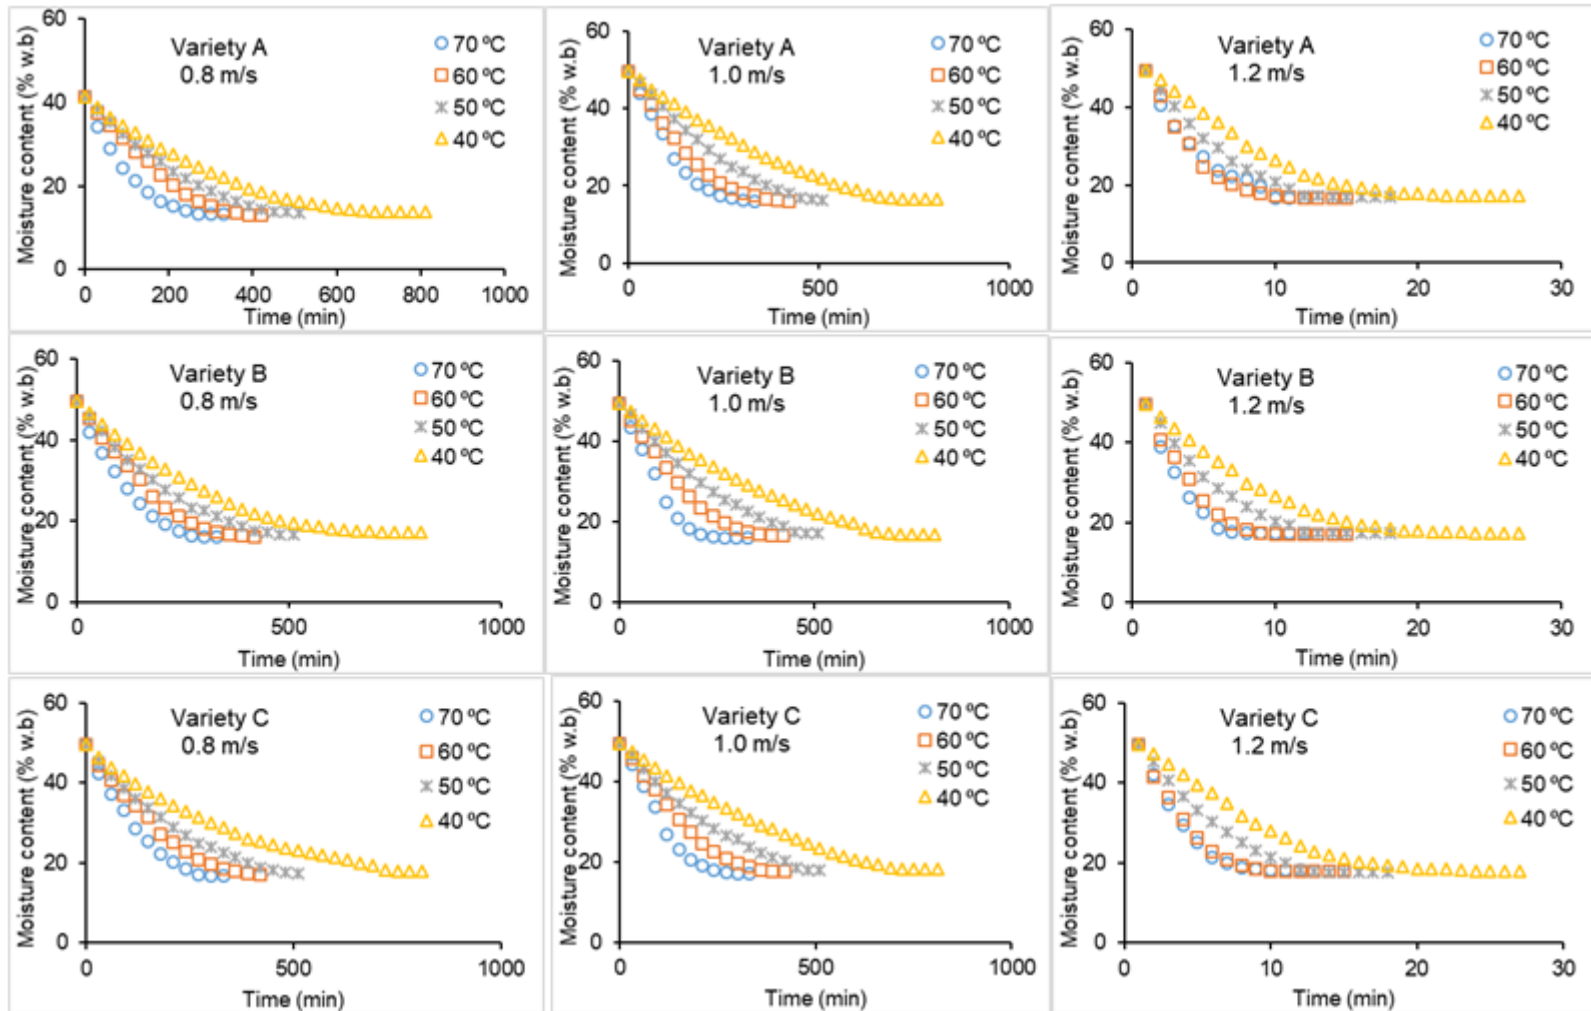 Moisture content (% w.b)
60
40
20
0
Variety A
0.8 m/s
70 ºC
60 ºC
50 ºC
40 ºC
0 200 400 600 800 1000
Time (min)
Moisture content (% w.b)
60
40
20
0
Variety A
1.0 m/s
70 ºC
60 ºC
50 ºC
40 ºC
0 500 1000
Time (min)
Moisture content (% w.b)
60
40
20
0
Variety A
1.2 m/s
70 ºC
60 ºC
50 ºC
40 ºC
0 10 20 30
Time (min)
Moisture content (% w.b)
60
40
20
0
Variety B
0.8 m/s
70 ºC
60 ºC
50 ºC
40 ºC
0 500 1000
Time (min)
Moisture content (% w.b)
60
40
20
0
Variety B
1.0 m/s
70 ºC
60 ºC
50 ºC
40 ºC
0 500 1000
Time (min)
Moisture content (% w.b)
60
40
20
0
Variety B
1.2 m/s
70 ºC
60 ºC
50 ºC
40 ºC
0 10 20 30
Time (min)
Moisture content (% w.b)
60
40
20
0
Variety C
0.8 m/s
70 ºC
60 ºC
50 ºC
40 ºC
0 500 1000
Time (min)
Moisture content (% w.b)
60
40
20
0
Variety C
1.0 m/s
70 ºC
60 ºC
50 ºC
40 ºC
0 500 1000
Time (min)
Moisture content (% w.b)
60
40
20
0
Variety C
1.2 m/s
70 ºC
60 ºC
50 ºC
40 ºC
0 10 20 30
Time (min)